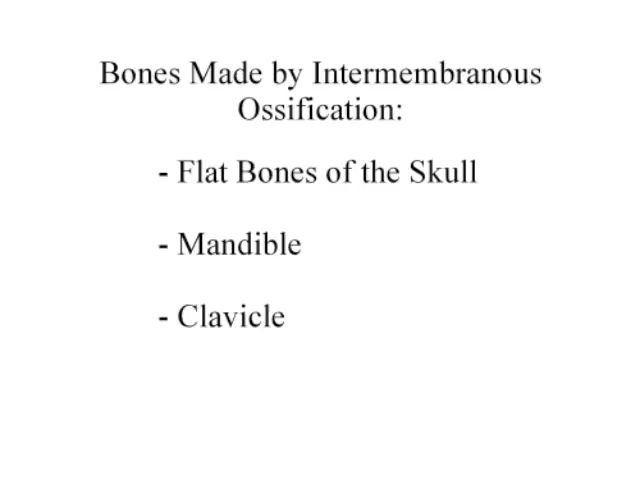 Bones Made by Intermembranous
Ossification:
- Flat Bones of the Skull
- Mandible
- Clavicle